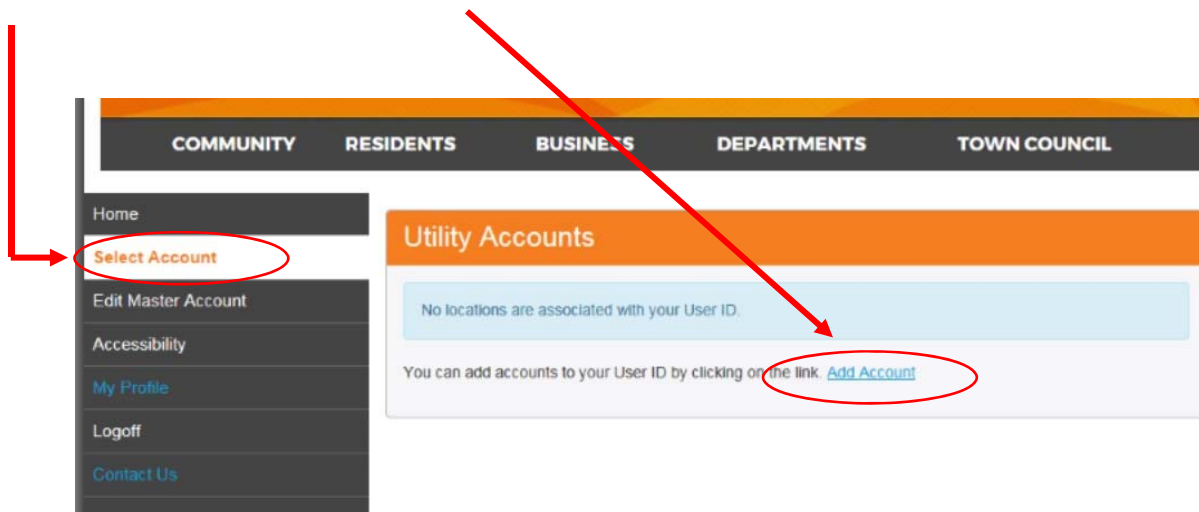 COMMUNITY RESIDENTS BUSINESS DEPARTMENTS TOWN COUNCIL
Home
Select Account
Edit Master Account
Accessibility
My Profile
Logoff
Contact Us
Utility Accounts
No locations are associated with your User ID.
You can add accounts to your User ID by clicking on the link. Add Account